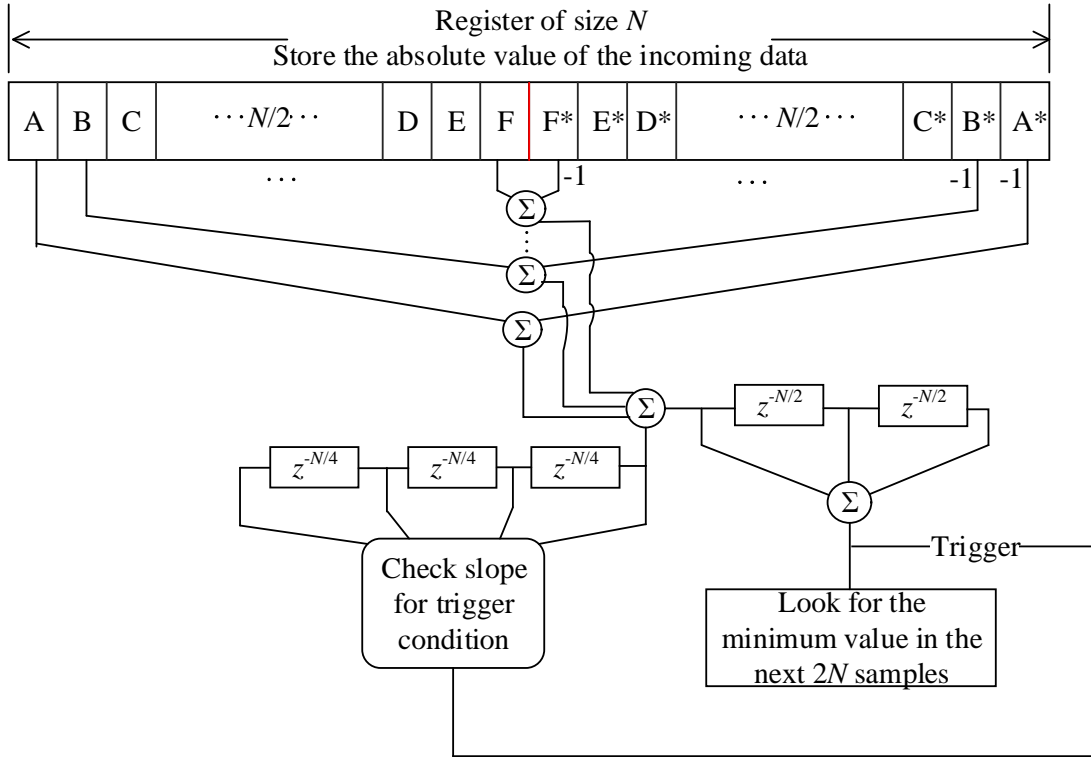 Register of size N
Store the absolute value of the incoming data
A B C ···N/2··· D E F F* E* D* ···N/2··· C* B* A*
··· -1 ··· -1 -1
Σ
Σ
Σ
Σ z^-N/2 z^-N/2
z^-N/4 z^-N/4 z^-N/4
Σ
Trigger
Check slope
for trigger
condition
Look for the
minimum value in the
next 2N samples